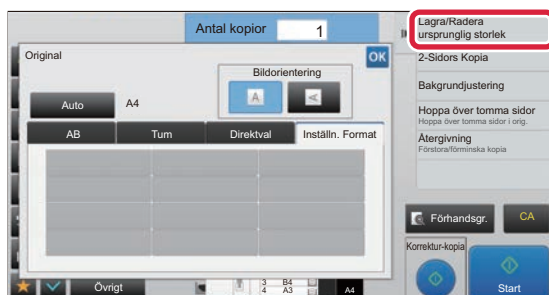 Antal kopior 1
Lagra/Radera
ursprunglig storlek
Original
OK
2-Sidors Kopia
Bildorientering
A
A
Bakgrundjustering
Auto
A4
Hoppa över tomma sidor
Hoppa över tomma sidor i orig.
AB
Tum
Direktval
Inställn. Format
Återgivning
Förstora/förminska kopia
Förhandsgr.
CA
Korrektur-kopia
Övrigt
3 B4
4 A3
A4
Start